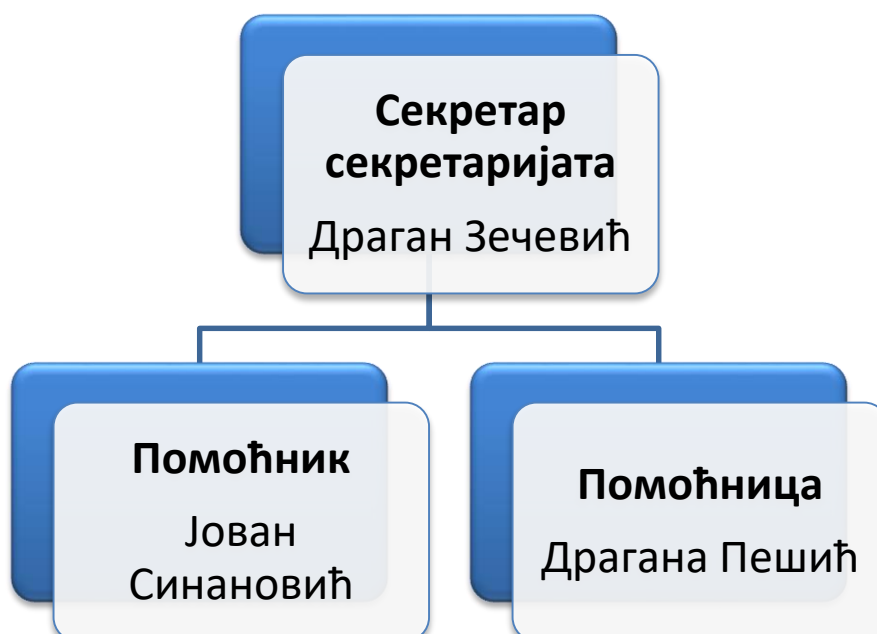 Секретар
секретаријата
Драган Зечевић
Помоћник
Јован
Синановић
Помоћница
Драгана Пешић